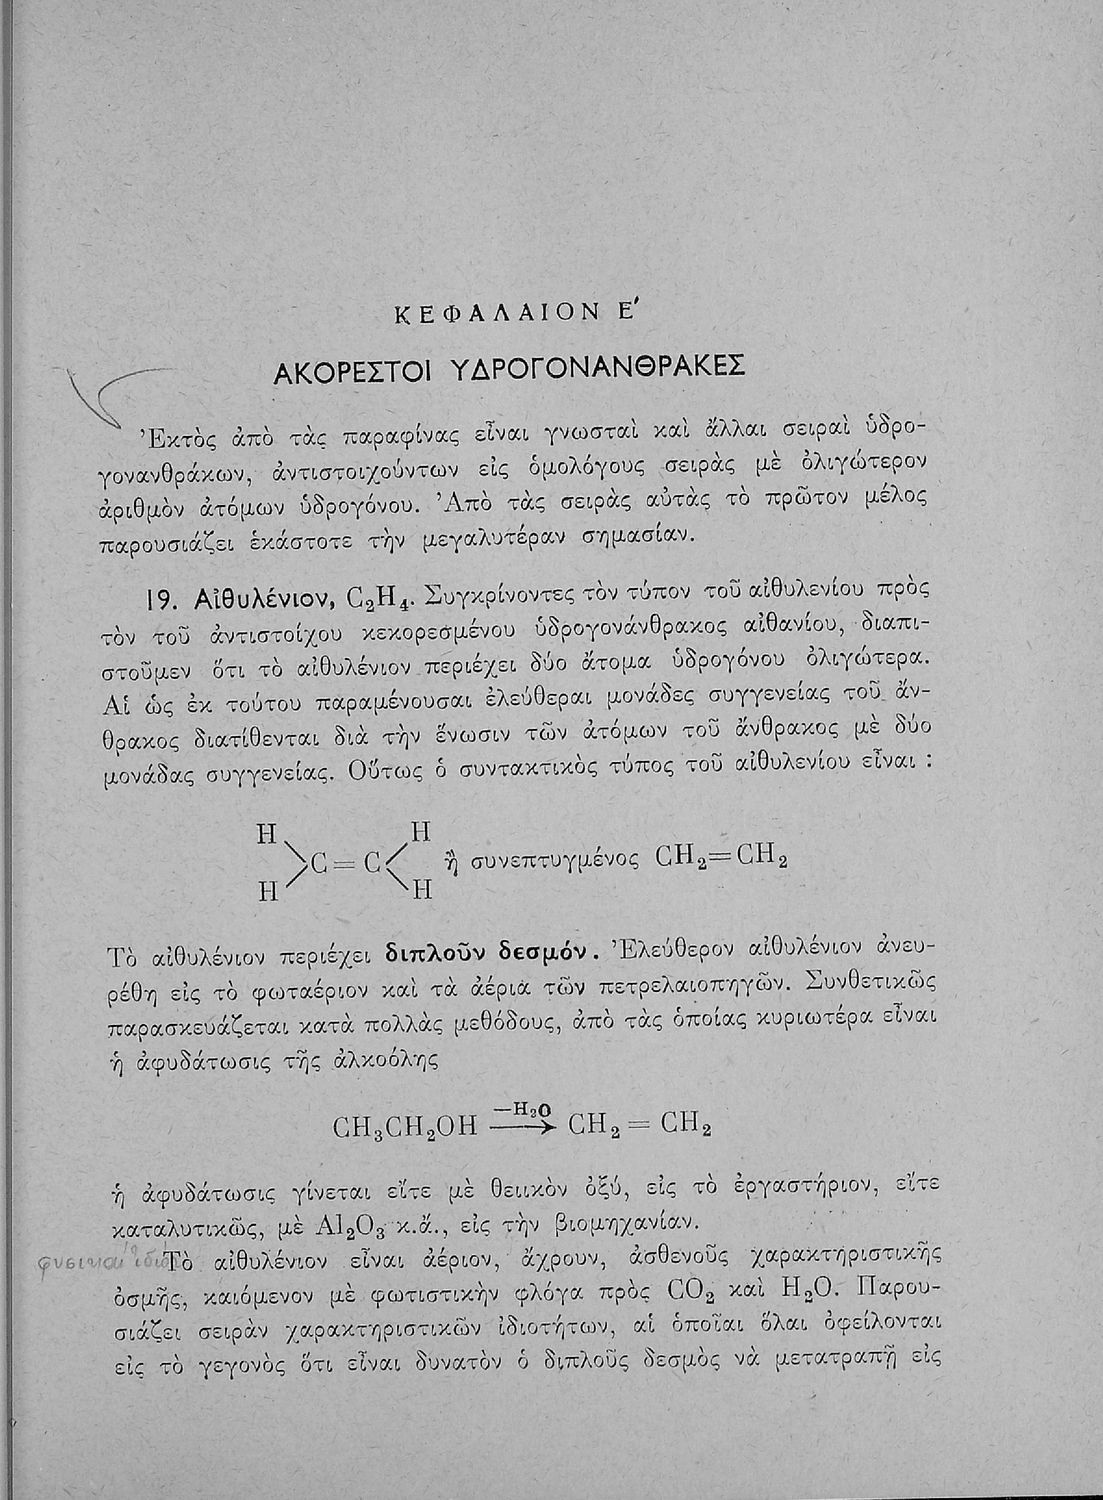 ΚΕΦΑΛΑΙΟΝ Ε′
ΑΚΟΡΕΣΤΟΙ ΥΔΡΟΓΟΝΑΝΘΡΑΚΕΣ
Ἐκτὸς ἀπὸ τὰς παραφίνας εἶναι γνωσταὶ καὶ ἄλλαι σειραὶ ὑδρο-
γονανθράκων, ἀντιστοιχούντων εἰς ὁμολόγους σειρὰς μὲ ὀλιγώτερον
ἀριθμὸν ἀτόμων ὑδρογόνου. Ἀπὸ τὰς σειρὰς αὐτὰς τὸ πρῶτον μέλος
παρουσιάζει ἑκάστοτε τὴν μεγαλυτέραν σημασίαν.
19. Αἰθυλένιον, C₂H₄. Συγκρίνοντες τὸν τύπον τοῦ αἰθυλενίου πρὸς
τὸν τοῦ ἀντιστοίχου κεκορεσμένου ὑδρογονάνθρακος αἰθανίου, διαπι-
στοῦμεν ὅτι τὸ αἰθυλένιον περιέχει δύο ἄτομα ὑδρογόνου ὀλιγώτερα.
Αἱ ὡς ἐκ τούτου παραμένουσαι ἐλεύθεραι μονάδες συγγενείας τοῦ ἄν-
θρακος διατίθενται διὰ τὴν ἕνωσιν τῶν ἀτόμων τοῦ ἄνθρακος μὲ δύο
μονάδας συγγενείας. Οὕτως ὁ συντακτικὸς τύπος τοῦ αἰθυλενίου εἶναι :
H H
C = C ἢ συνεπτυγμένος CH₂=CH₂
H H
Τὸ αἰθυλένιον περιέχει διπλοῦν δεσμόν. Ἐλεύθερον αἰθυλένιον ἀνευ-
ρέθη εἰς τὸ φωταέριον καὶ τὰ ἀέρια τῶν πετρελαιοπηγῶν. Συνθετικῶς
παρασκευάζεται κατὰ πολλὰς μεθόδους, ἀπὸ τὰς ὁποίας κυριωτέρα εἶναι
ἡ ἀφυδάτωσις τῆς ἀλκοόλης
CH₃CH₂OH —H₂O→ CH₂ = CH₂
ἡ ἀφυδάτωσις γίνεται εἴτε μὲ θειικὸν ὀξύ, εἰς τὸ ἐργαστήριον, εἴτε
καταλυτικῶς, μὲ Al₂O₃ κ.ἄ., εἰς τὴν βιομηχανίαν.
Τὸ αἰθυλένιον εἶναι ἀέριον, ἄχρουν, ἀσθενοῦς χαρακτηριστικῆς
ὀσμῆς, καιόμενον μὲ φωτιστικὴν φλόγα πρὸς CO₂ καὶ H₂O. Παρου-
σιάζει σειρὰν χαρακτηριστικῶν ἰδιοτήτων, αἱ ὁποῖαι ὅλαι ὀφείλονται
εἰς τὸ γεγονὸς ὅτι εἶναι δυνατὸν ὁ διπλοῦς δεσμὸς νὰ μετατραπῇ εἰς